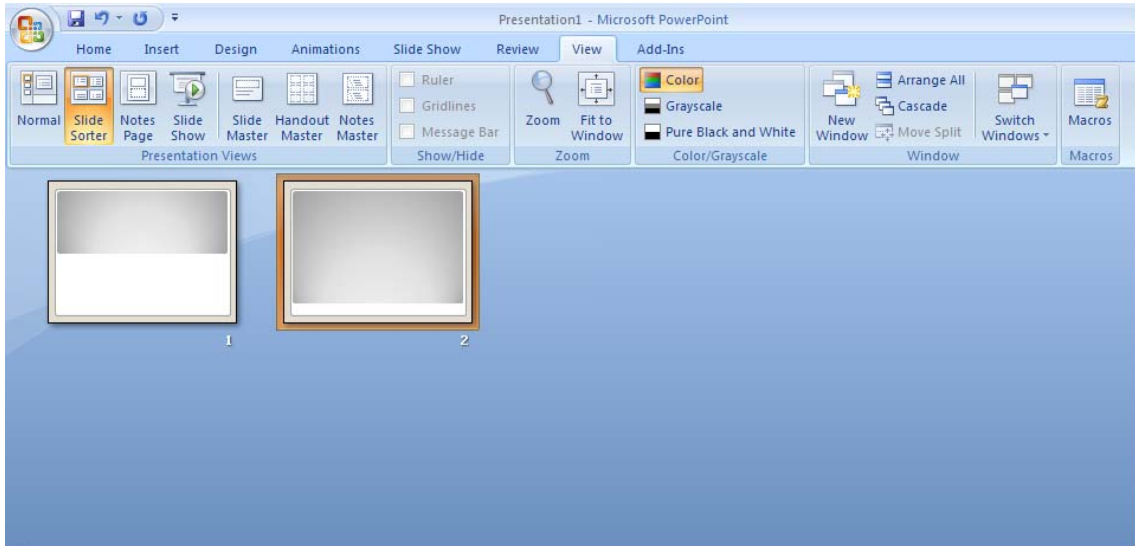 Presentation1 - Microsoft PowerPoint
Home Insert Design Animations Slide Show Review View Add-Ins
Normal
Slide Sorter
Notes Page
Slide Show
Slide Master
Handout Master
Notes Master
Presentation Views
Ruler
Gridlines
Message Bar
Show/Hide
Zoom
Fit to Window
Zoom
Color
Grayscale
Pure Black and White
Color/Grayscale
New Window
Arrange All
Cascade
Move Split
Switch Windows
Window
Macros
Macros
1
2